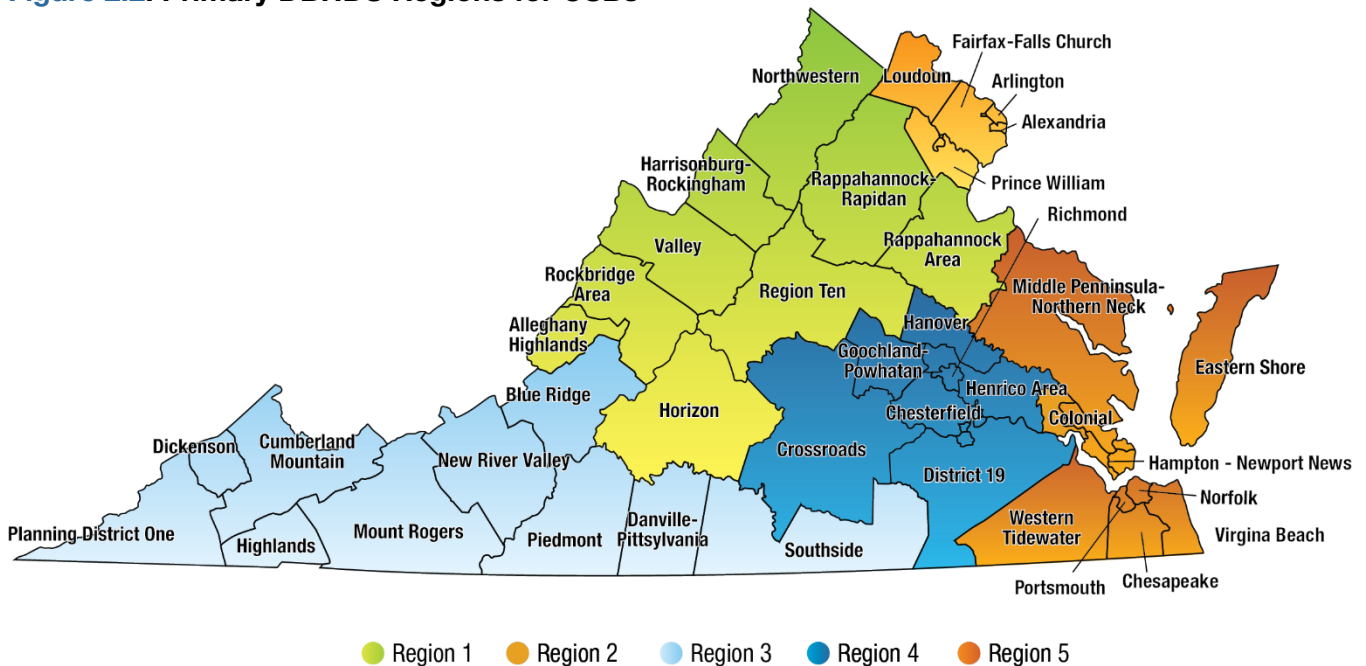 Figure 2.2: Primary DBHDS Regions for CSBs
Northwestern
Loudoun
Fairfax-Falls Church
Arlington
Alexandria
Harrisonburg-
Rockingham
Rappahannock-
Rapidan
Prince William
Richmond
Valley
Rappahannock
Area
Rockbridge
Area
Region Ten
Middle Penninsula-
Northern Neck
Alleghany
Highlands
Hanover
Goochland-
Powhatan
Eastern Shore
Blue Ridge
Horizon
Henrico Area
Chesterfield
Colonial
Dickenson
Cumberland
Mountain
New River Valley
Crossroads
District 19
Hampton - Newport News
Norfolk
Planning District One
Highlands
Mount Rogers
Piedmont
Danville-
Pittsylvania
Southside
Western
Tidewater
Virgina Beach
Portsmouth
Chesapeake
Region 1
Region 2
Region 3
Region 4
Region 5